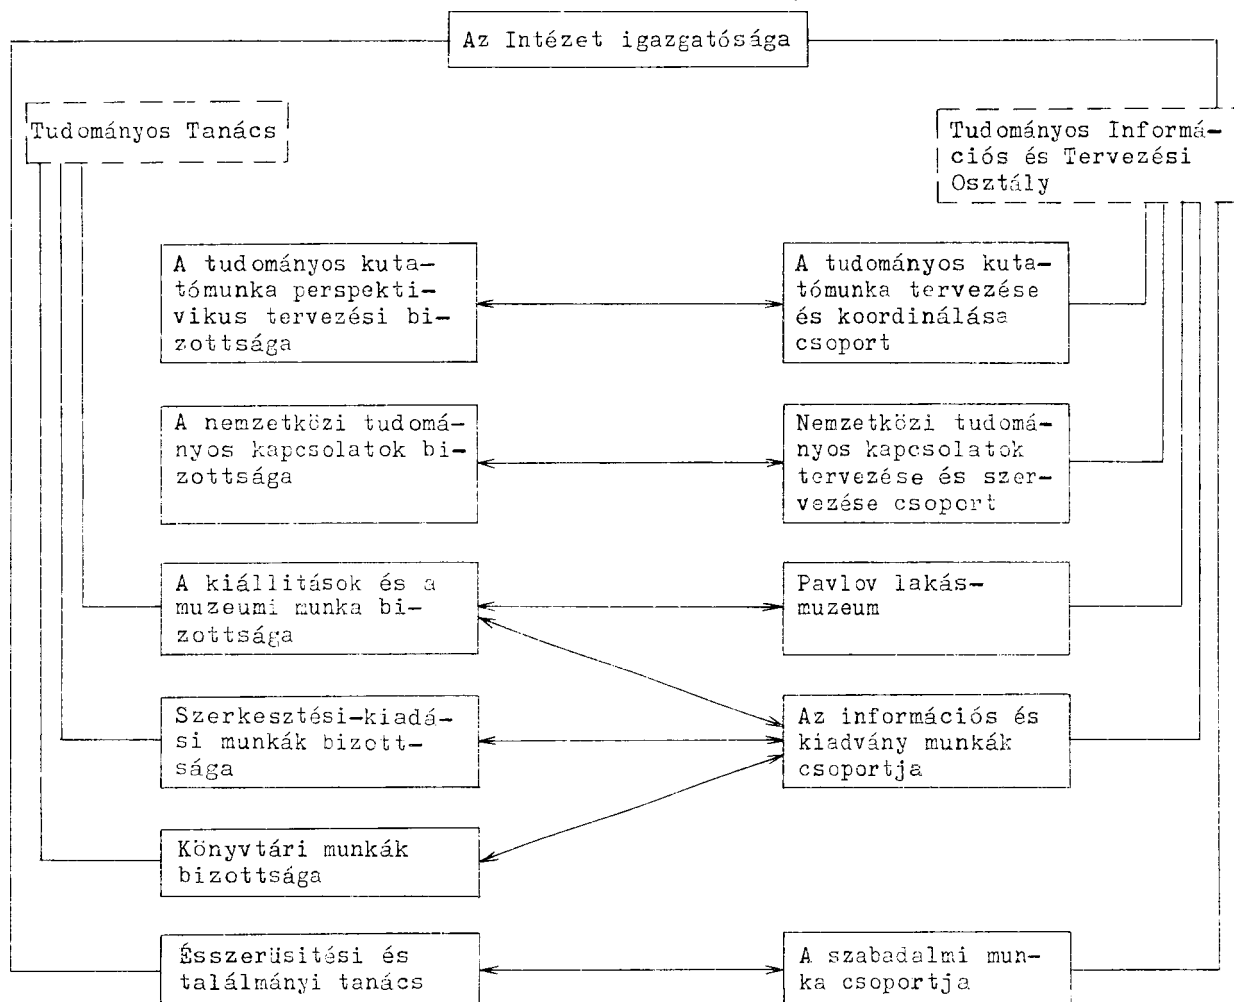 Az Intézet igazgatósága
Tudományos Tanács
Tudományos Informá-
ciós és Tervezési
Osztály
A tudományos kuta-
tómunka perspekti-
vikus tervezési bi-
zottsága
A tudományos kuta-
tómunka tervezése
és koordinálása
csoport
A nemzetközi tudomá-
nyos kapcsolatok bi-
zottsága
Nemzetközi tudomá-
nyos kapcsolatok
tervezése és szer-
vezése csoport
A kiállitások és a
muzeumi munka bi-
zottsága
Pavlov lakás-
muzeum
Szerkesztési-kiadá-
si munkák bizott-
sága
Az információs és
kiadvány munkák
csoportja
Könyvtári munkák
bizottsága
Ésszerüsitési és
találmányi tanács
A szabadalmi mun-
ka csoportja